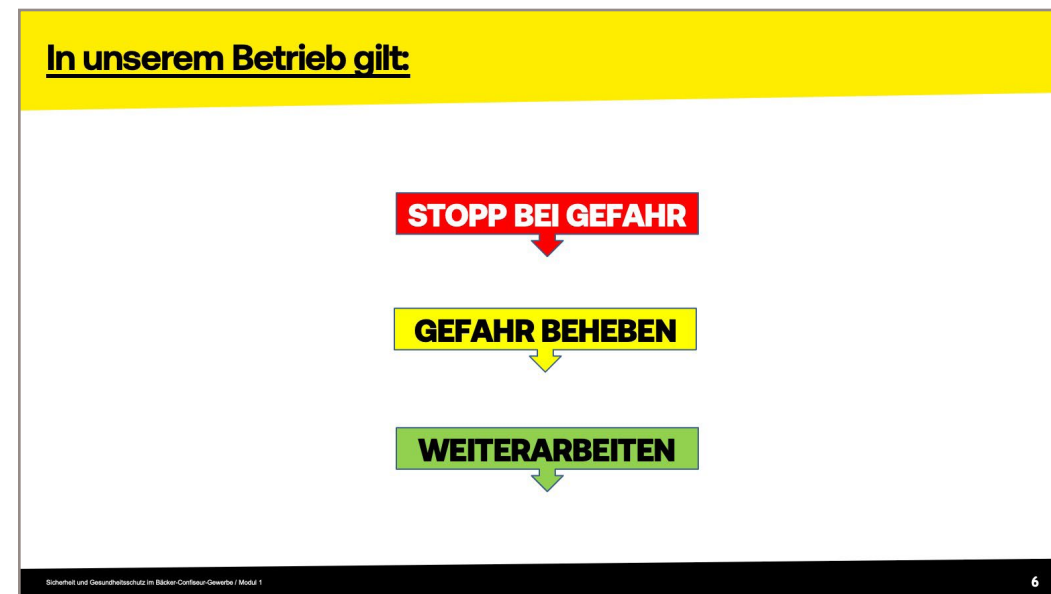 In unserem Betrieb gilt:
STOPP BEI GEFAHR
GEFAHR BEHEBEN
WEITERARBEITEN
Sicherheit und Gesundheitsschutz im Bäcker-Confiseur-Gewerbe / Modul 1
6